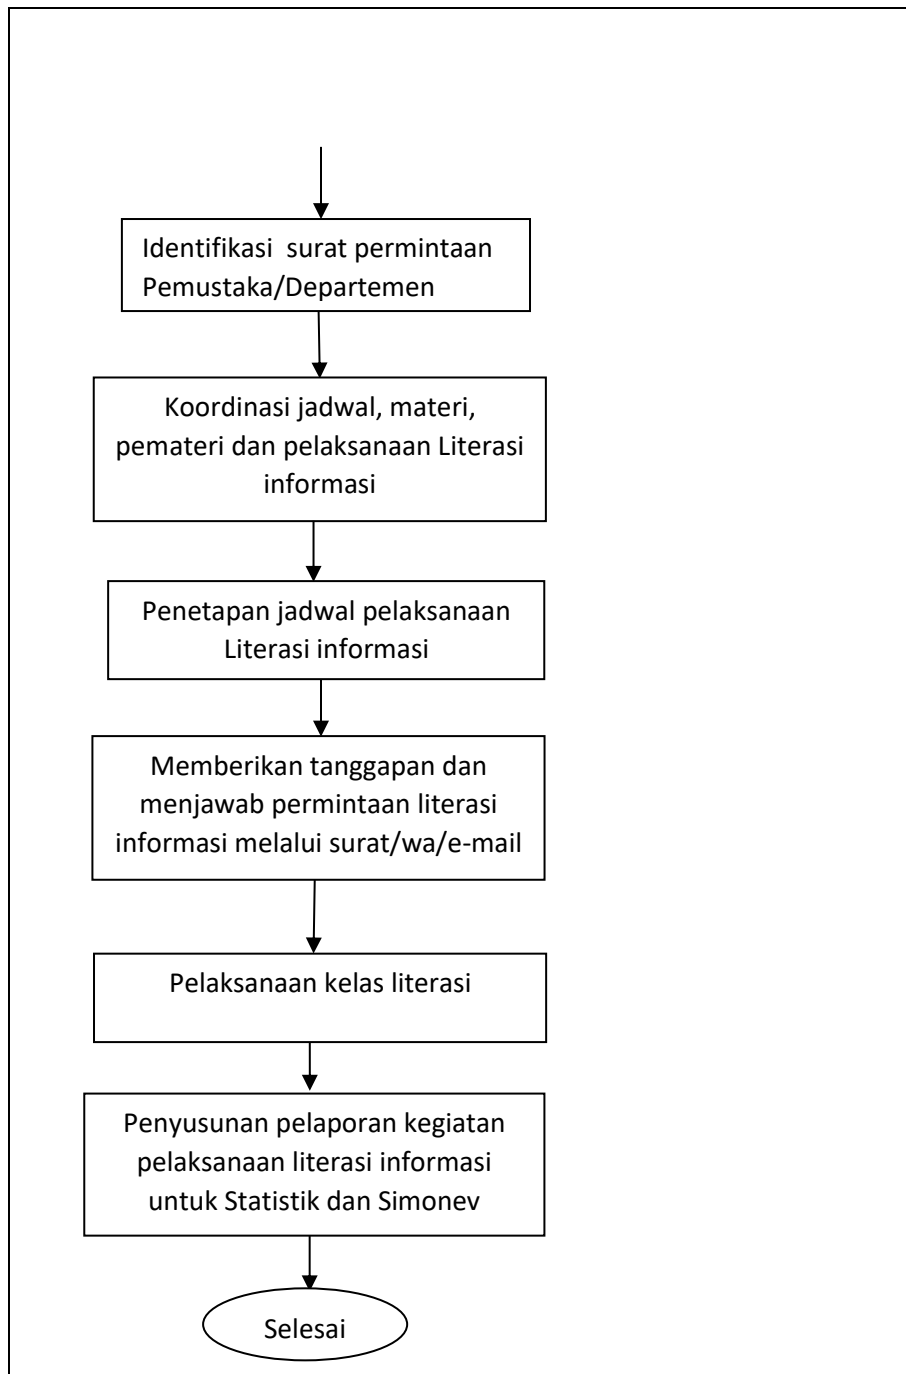 Identifikasi  surat permintaan
Pemustaka/Departemen
Koordinasi jadwal, materi,
pemateri dan pelaksanaan Literasi
informasi
Penetapan jadwal pelaksanaan
Literasi informasi
Memberikan tanggapan dan
menjawab permintaan literasi
informasi melalui surat/wa/e-mail
Pelaksanaan kelas literasi
Penyusunan pelaporan kegiatan
pelaksanaan literasi informasi
untuk Statistik dan Simonev
Selesai